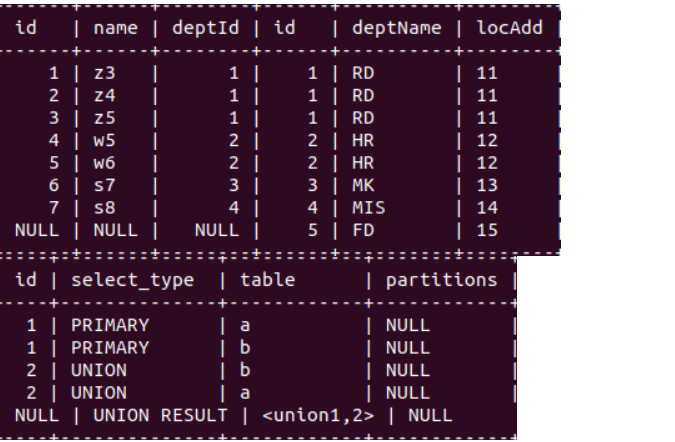 id | name | deptId | id | deptName | locAdd |
1 | z3 | 1 | 1 | RD | 11
2 | z4 | 1 | 1 | RD | 11
3 | z5 | 1 | 1 | RD | 11
4 | w5 | 2 | 2 | HR | 12
5 | w6 | 2 | 2 | HR | 12
6 | s7 | 3 | 3 | MK | 13
7 | s8 | 4 | 4 | MIS | 14
NULL | NULL | NULL | 5 | FD | 15
id | select_type | table | partitions |
1 | PRIMARY | a | NULL |
1 | PRIMARY | b | NULL |
2 | UNION | b | NULL |
2 | UNION | a | NULL |
NULL | UNION RESULT | <union1,2> | NULL